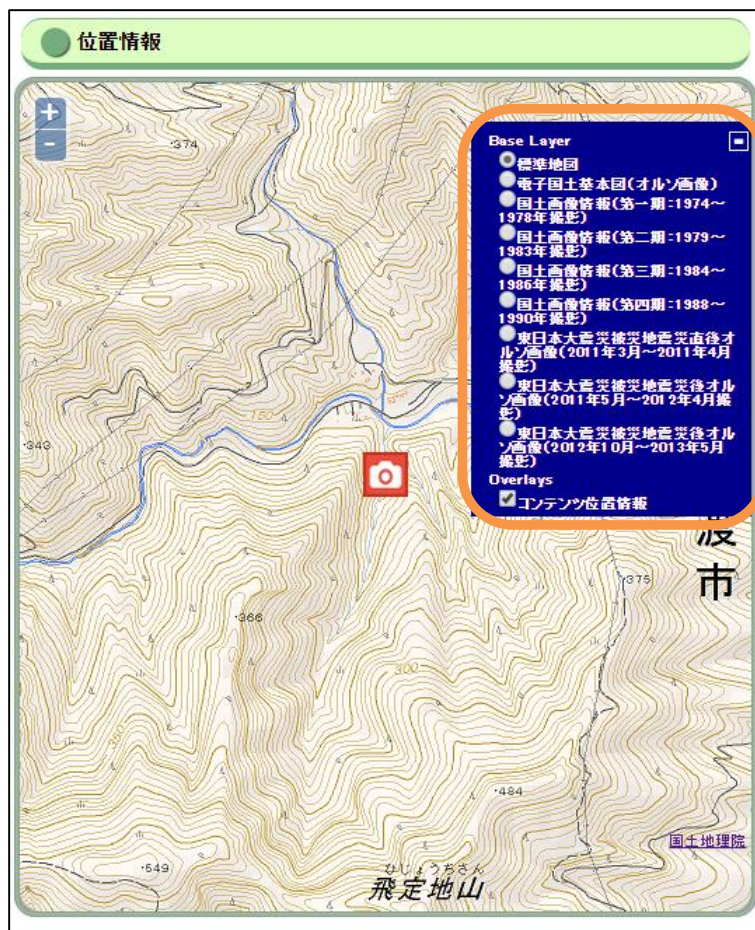 位置情報
+
-
・374
Base Layer
標準地図
電子国土基本図(オルソ画像)
国土画像情報(第一期:1974～
1978年撮影)
国土画像情報(第二期:1979～
1983年撮影)
国土画像情報(第三期:1984～
1986年撮影)
国土画像情報(第四期:1988～
1990年撮影)
東日本大震災被災地震災直後オ
ルソ画像(2011年3月～2011年4月
撮影)
東日本大震災被災地震災後オル
ソ画像(2011年5月～2012年4月撮
影)
東日本大震災被災地震災後オル
ソ画像(2012年10月～2013年5月
撮影)
Overlays
コンテンツ位置情報
150
・343
渡市
・375
・366
300
350
・484
国土地理院
・649
ひじょうちさん
飛定地山